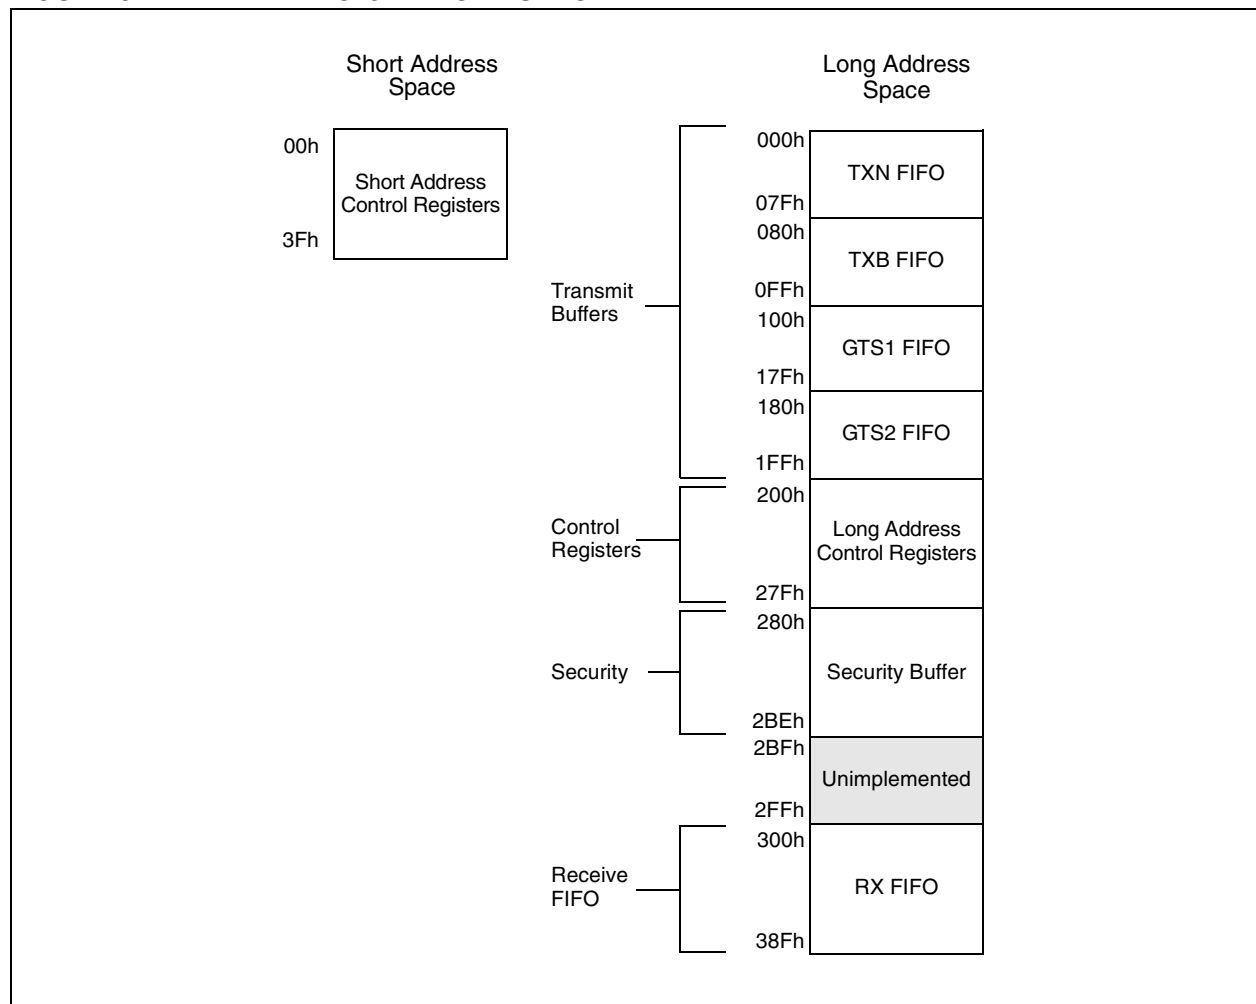 Short Address
Space
00h
Short Address
Control Registers
3Fh
Long Address
Space
Transmit
Buffers
000h
TXN FIFO
07Fh
080h
TXB FIFO
0FFh
100h
GTS1 FIFO
17Fh
180h
GTS2 FIFO
1FFh
Control
Registers
200h
Long Address
Control Registers
27Fh
Security
280h
Security Buffer
2BEh
2BFh
Unimplemented
2FFh
Receive
FIFO
300h
RX FIFO
38Fh